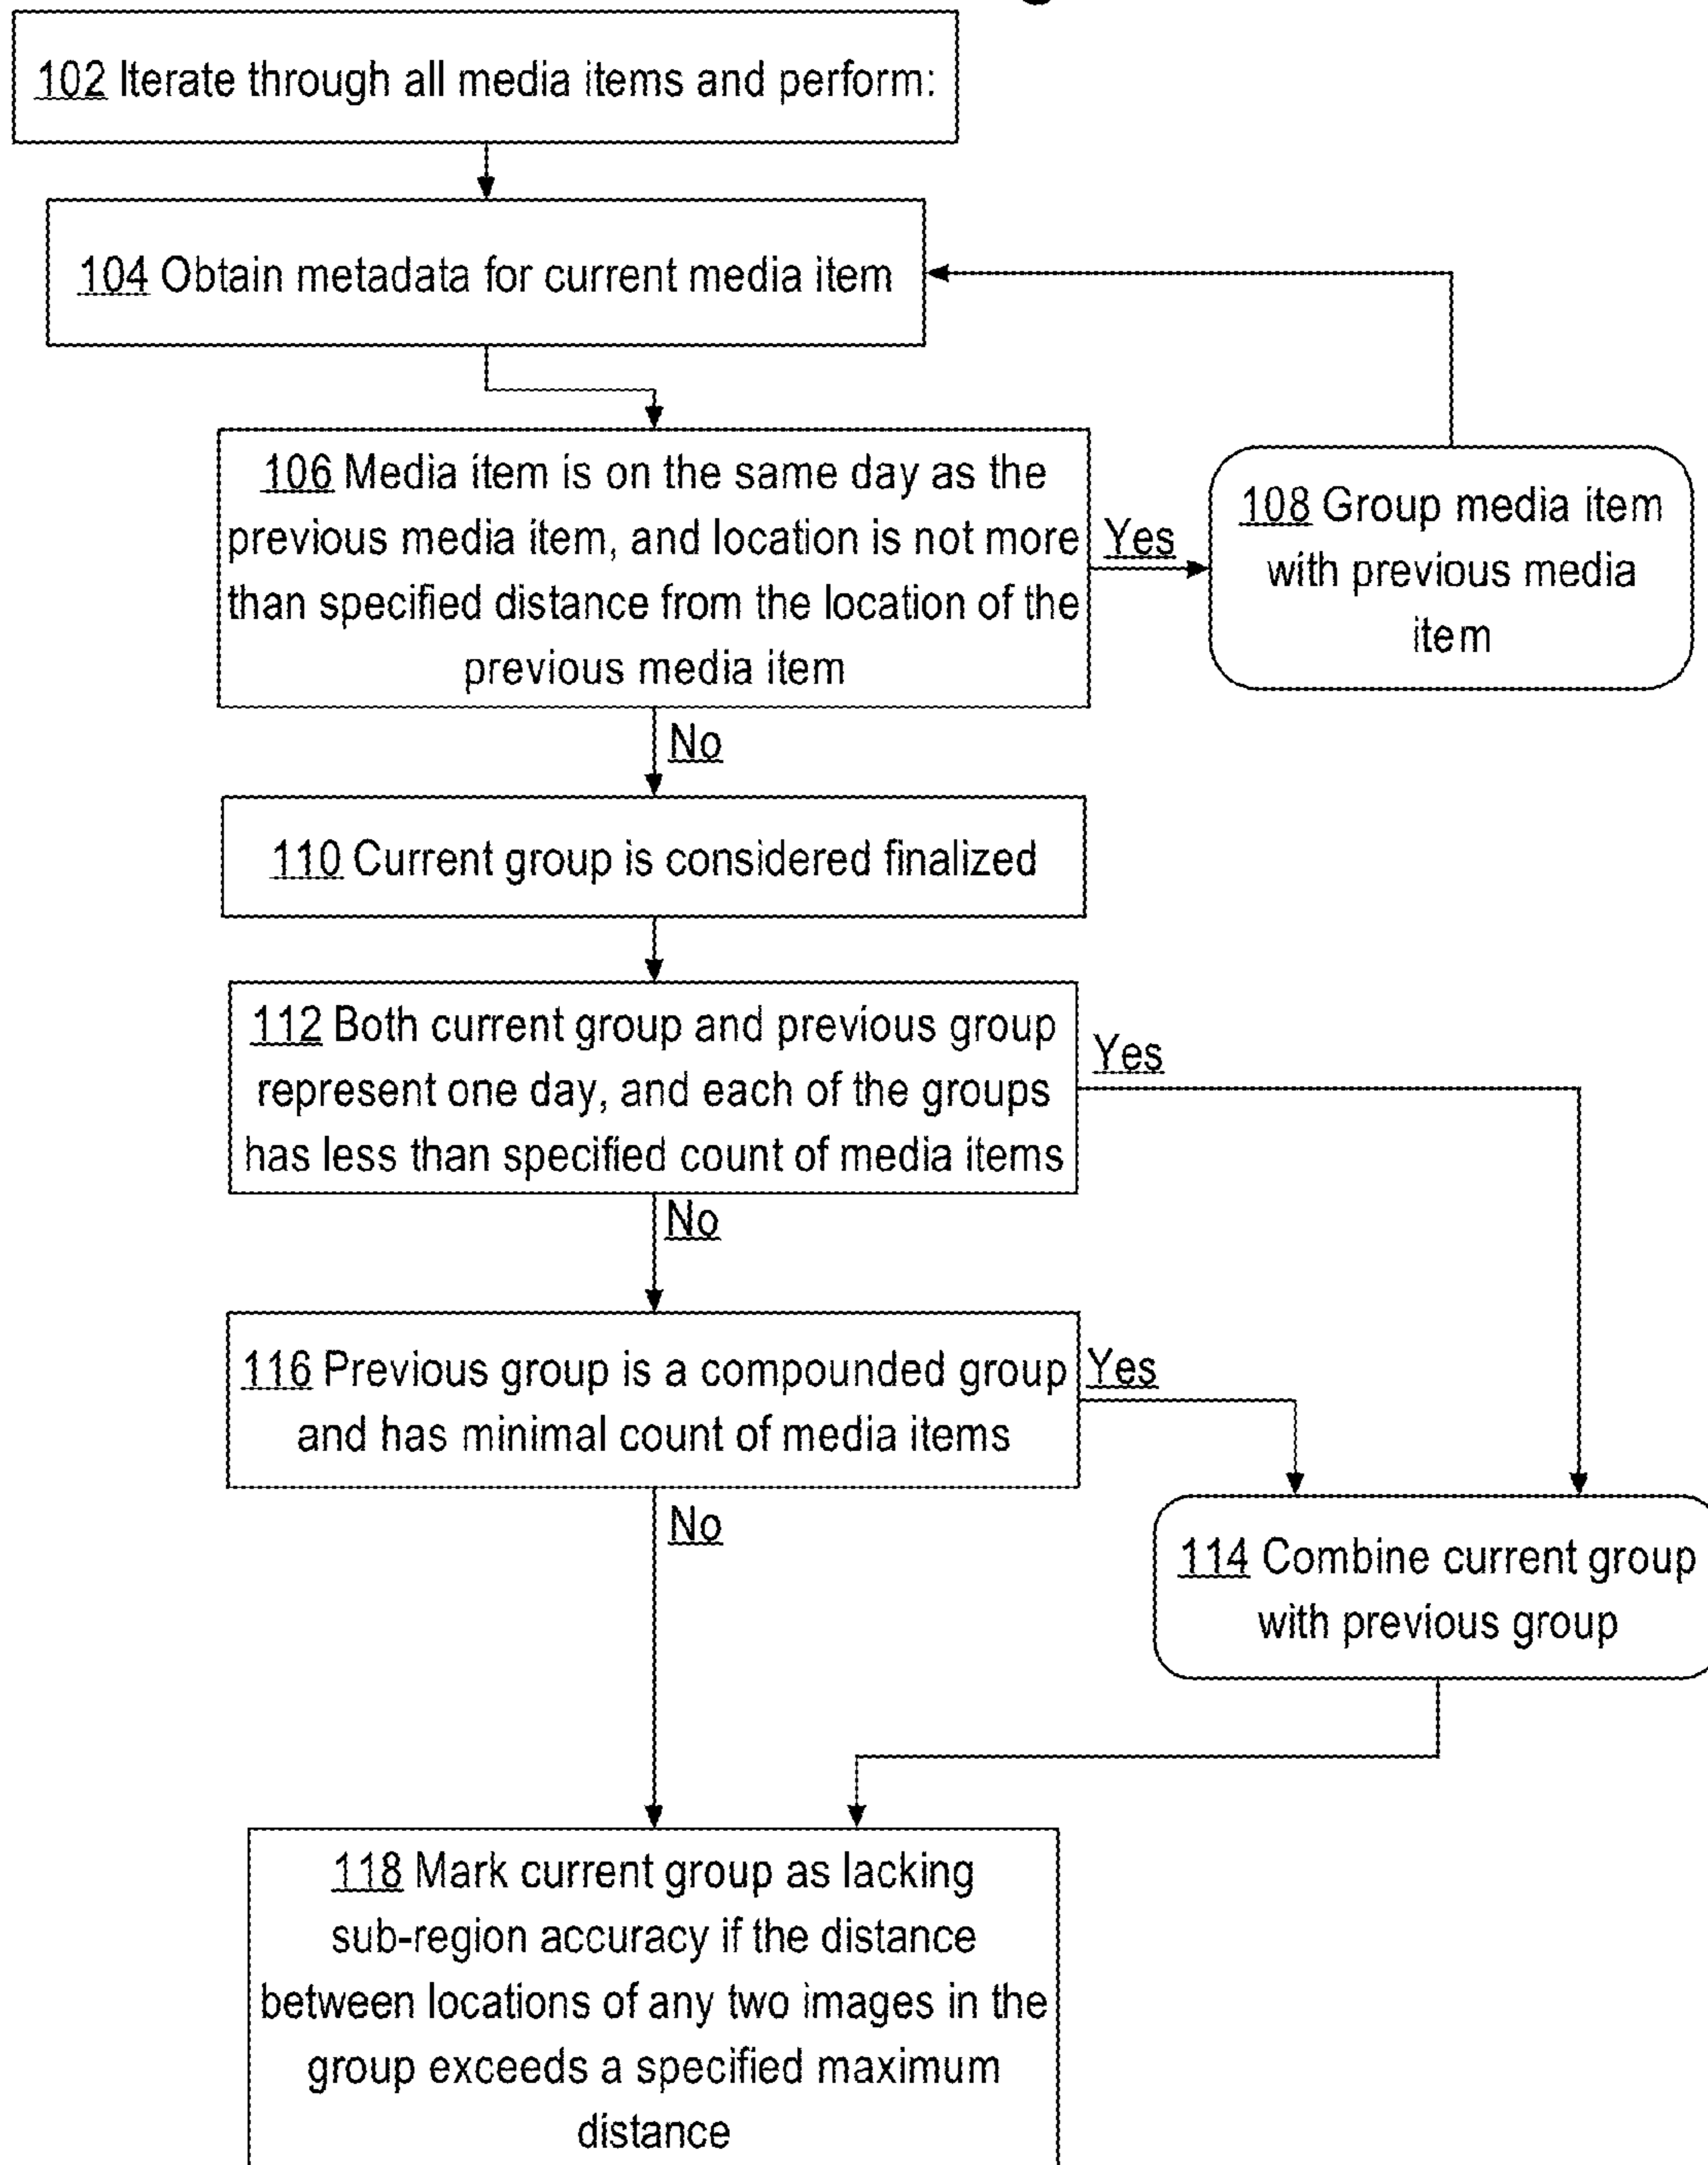 102 Iterate through all media items and perform:
104 Obtain metadata for current media item
106 Media item is on the same day as the
previous media item, and location is not more
than specified distance from the location of the
previous media item
Yes
108 Group media item
with previous media
item
No
110 Current group is considered finalized
112 Both current group and previous group
represent one day, and each of the groups
has less than specified count of media items
Yes
No
116 Previous group is a compounded group
and has minimal count of media items
Yes
No
114 Combine current group
with previous group
118 Mark current group as lacking
sub-region accuracy if the distance
between locations of any two images in the
group exceeds a specified maximum
distance